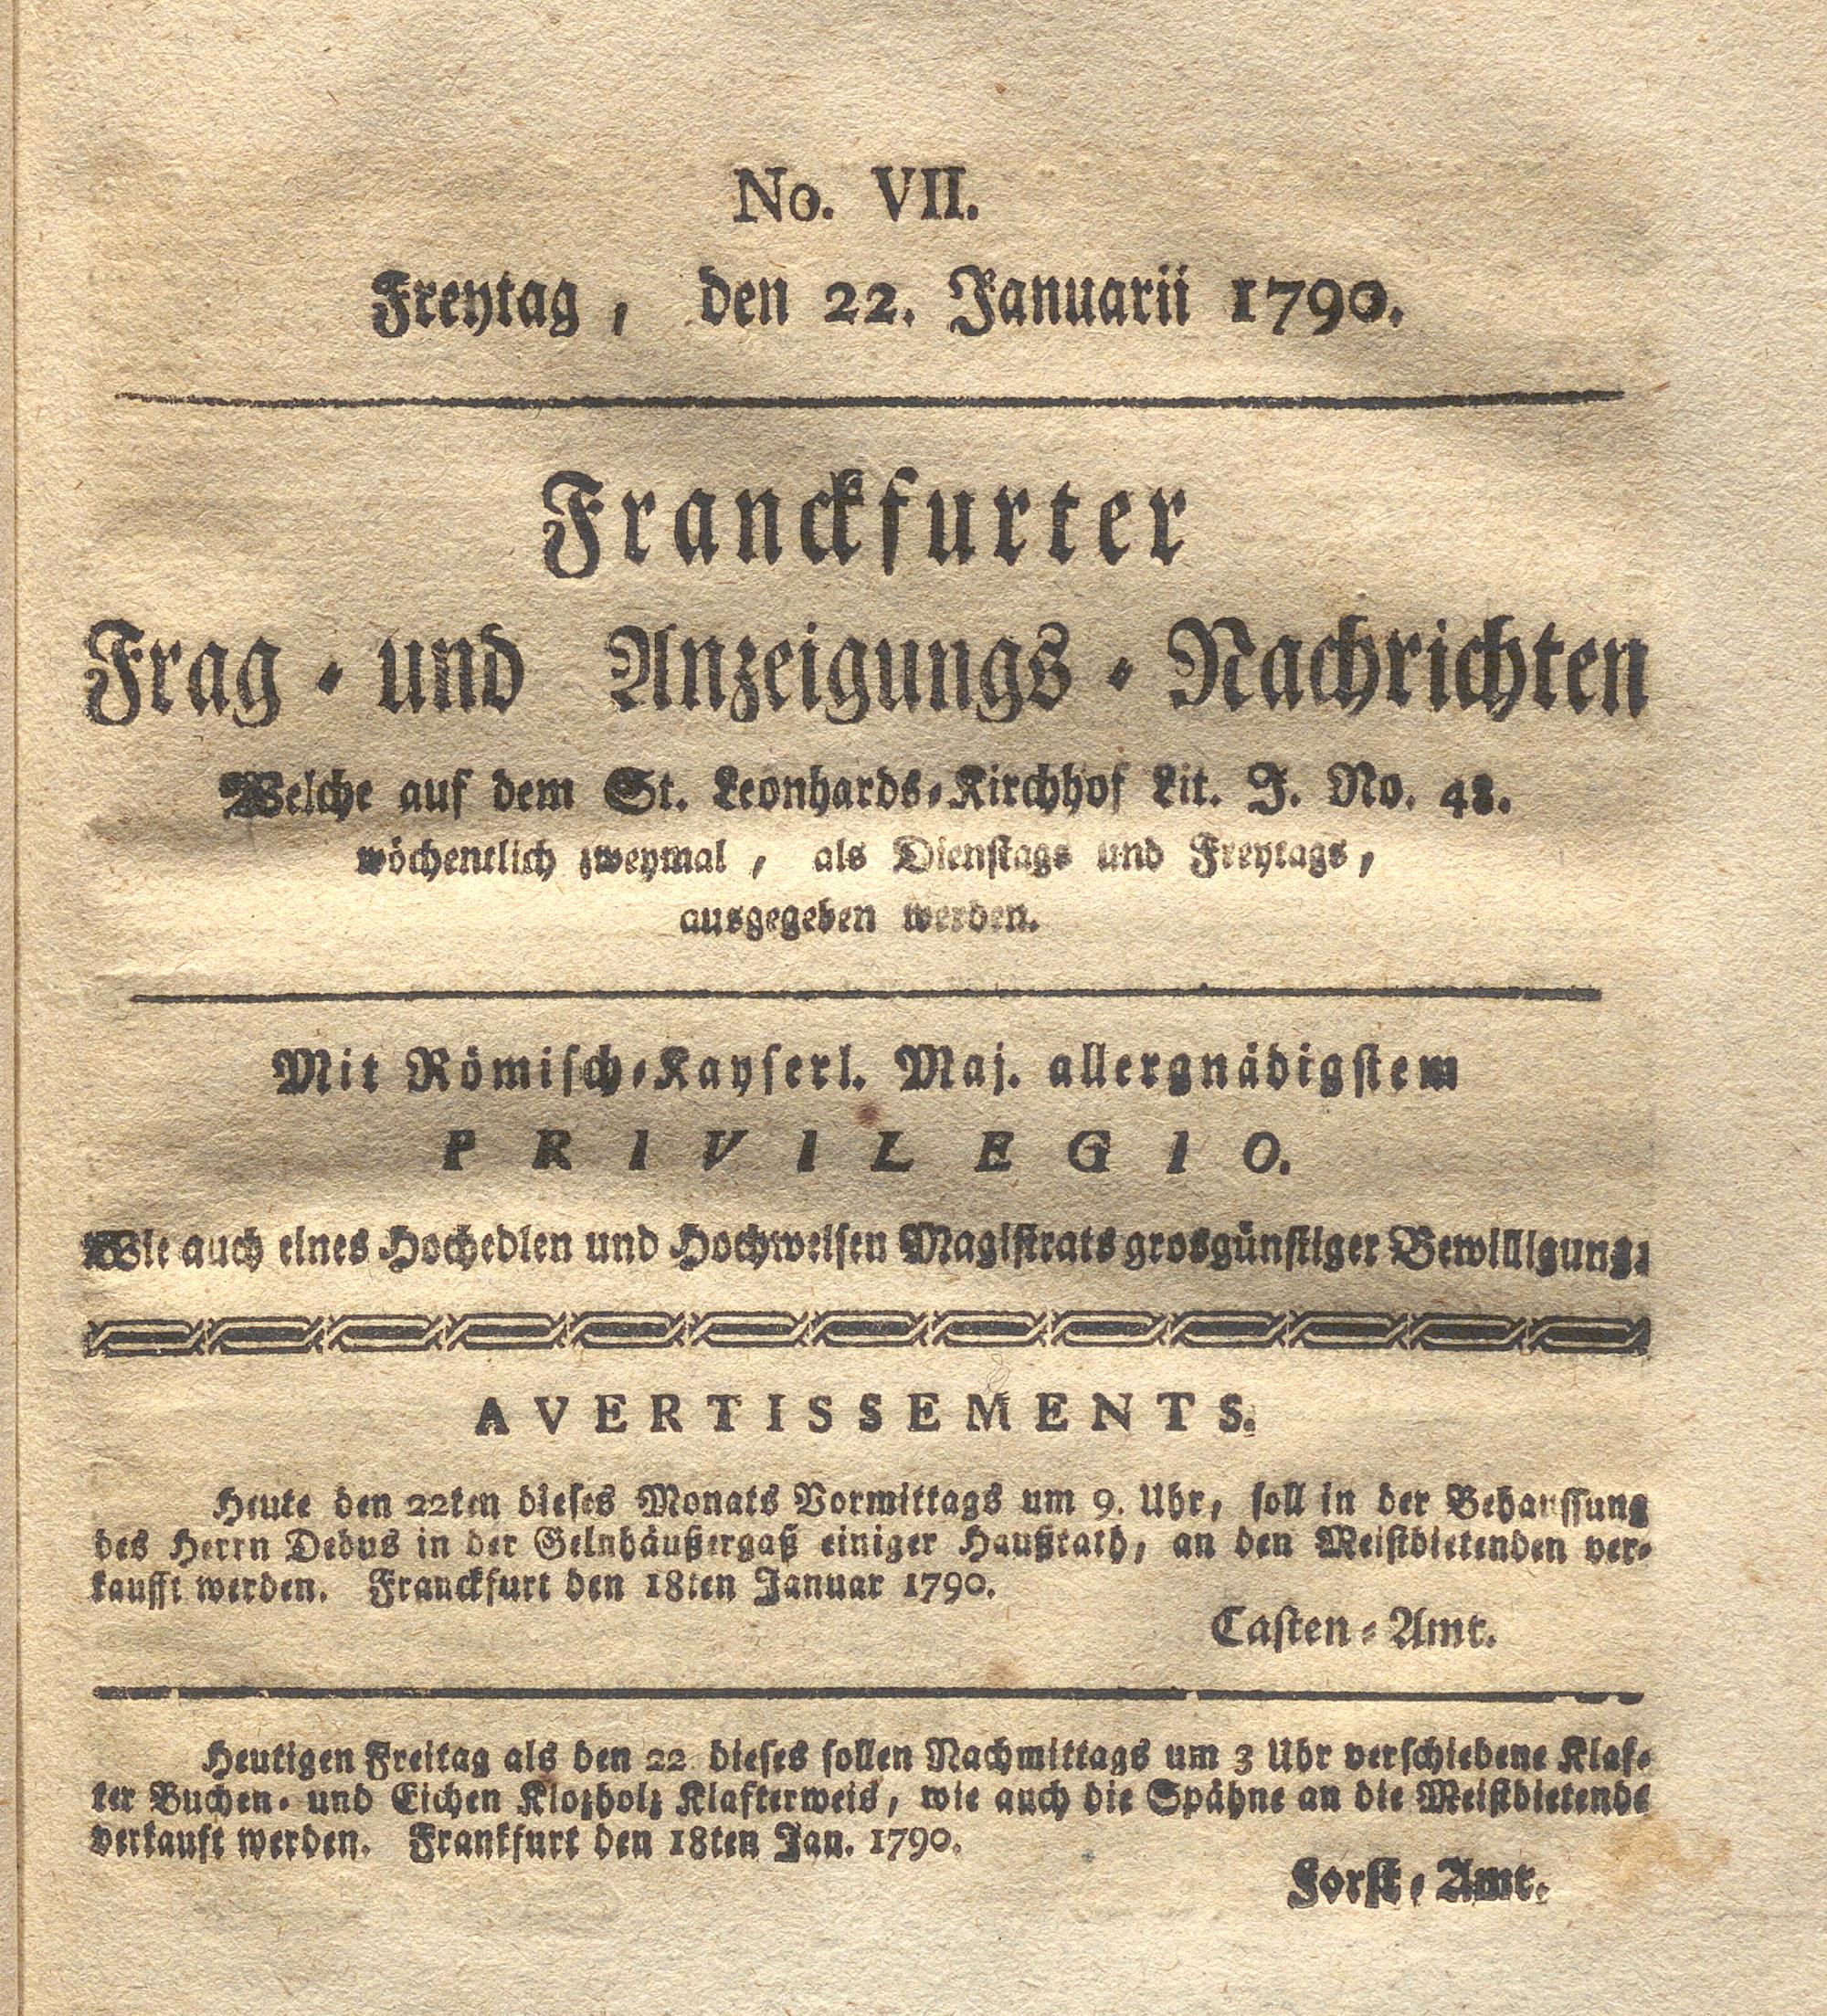 No. VII.
Freytag, den 22. Januarii 1790.
Franckfurter
Frag- und Anzeigungs-Nachrichten
Welche auf dem St. Leonhards-Kirchhof Lit. J. No. 48.
wöchentlich zweymal, als Dienstags und Freytags,
ausgegeben werden.
Mit Römisch-Kayserl. Maj. allergnädigstem
PRIVILEGIO.
Wie auch eines Hochedlen und Hochweisen Magistrats grosgünstiger Bewilligung.
AVERTISSEMENTS.
Heute den 22ten dieses Monats Vormittags um 9. Uhr, soll in der Behaussung
des Herrn Debus in der Gelnhäußergaß einiger Haußrath, an den Meistbietenden ver-
kaufft werden. Franckfurt den 18ten Januar 1790.
Casten-Amt.
Heutigen Freitag als den 22 dieses sollen Nachmittags um 3 Uhr verschiedene Klaf-
ter Buchen- und Eichen Klozholz Klafterweis, wie auch die Spähne an die Meistbietende
verkauft werden. Frankfurt den 18ten Jan. 1790.
Forst-Amt.